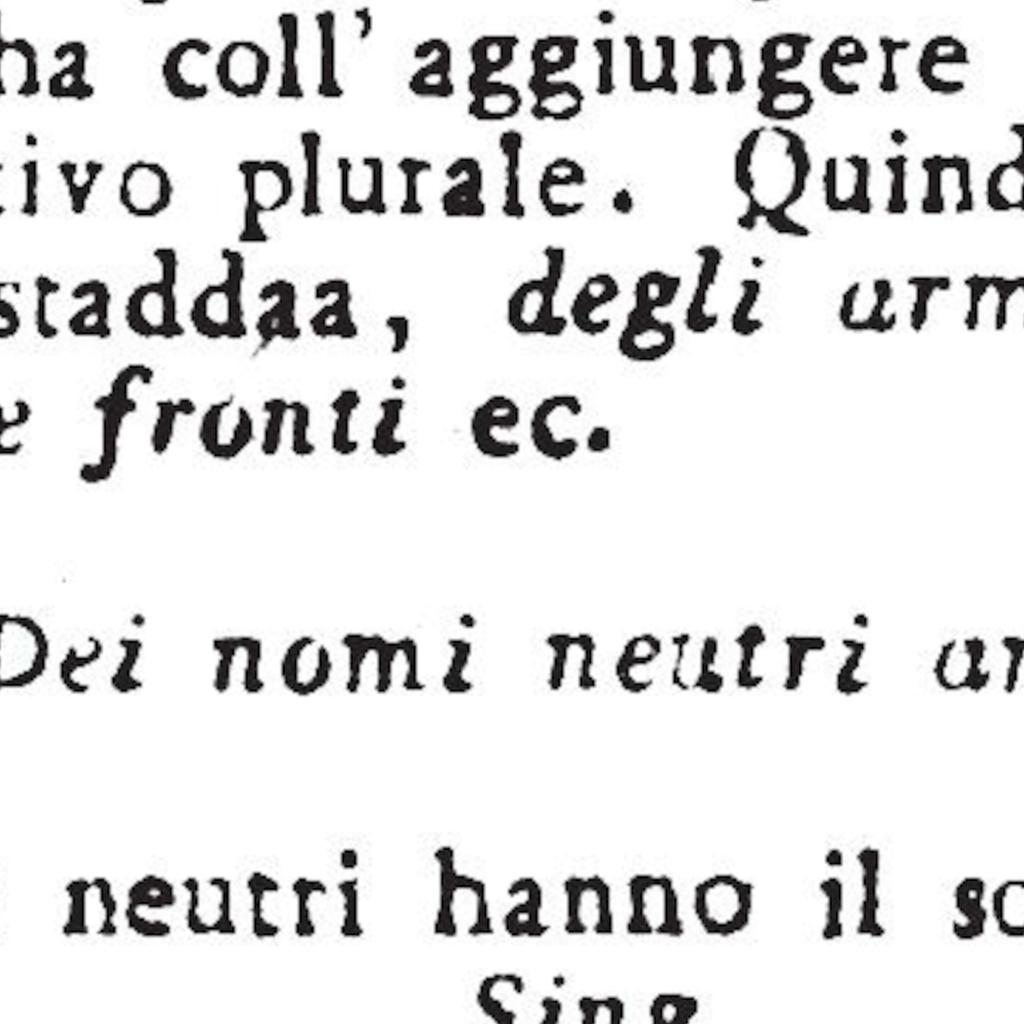 ha coll' aggiungere
tivo plurale. Quind
staddaa, degli arm
e fronti ec.
Dei nomi neutri an
neutri hanno il so
Sing